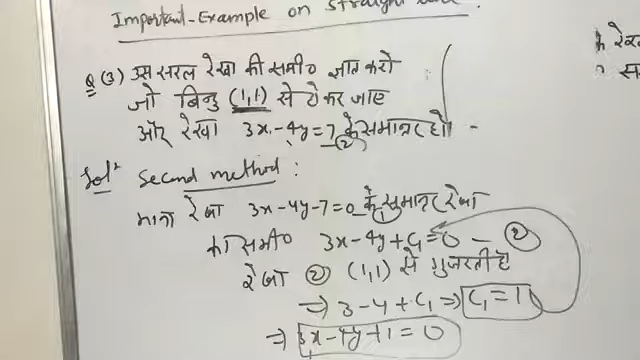 Important-Example on Straight
Q (3) उस सरल रेखा की समी० ज्ञात करो
जो बिन्दु (1,1) से होकर जाए
और रेखा 3x-4y=7 के समान्तर हो।
Solⁿ Second method:
माना रेखा 3x-4y-7=0 के समान्तर रेखा
का समी० 3x-4y+C₁=0 - ②
रेखा ② (1,1) से गुजरती है
⇒ 3-4+C₁ ⇒ C₁=1
⇒ 3x-4y+1=0